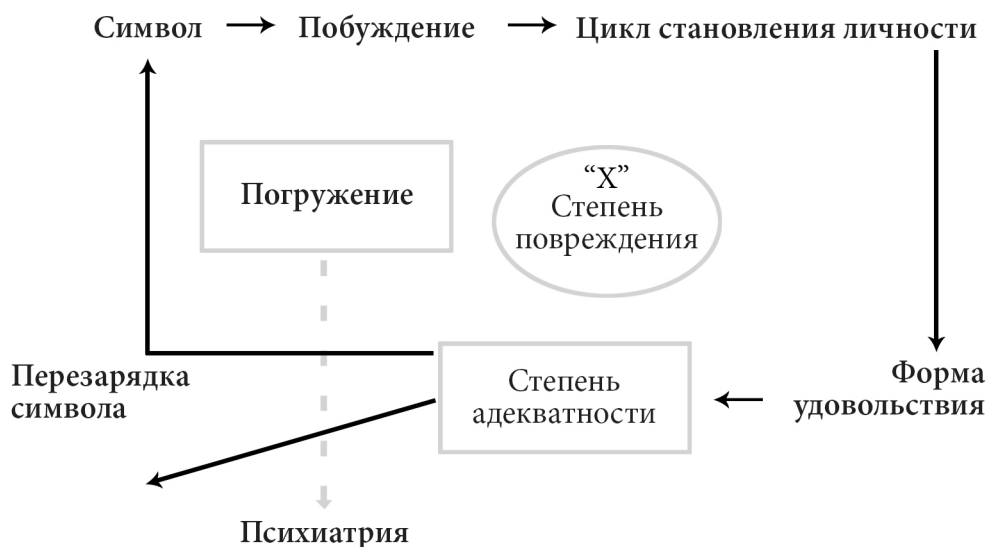 Символ
Побуждение
Цикл становления личности
Погружение
“X”
Степень
повреждения
Перезарядка
символа
Степень
адекватности
Форма
удовольствия
Психиатрия